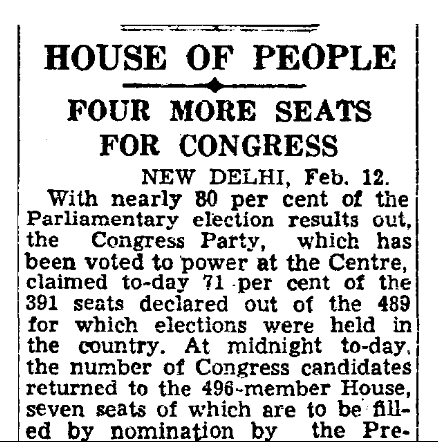 HOUSE OF PEOPLE
FOUR MORE SEATS
FOR CONGRESS
NEW DELHI, Feb. 12.
With nearly 80 per cent of the
Parliamentary election results out,
the Congress Party, which has
been voted to power at the Centre,
claimed to-day 71 per cent of the
391 seats declared out of the 489
for which elections were held in
the country. At midnight to-day,
the number of Congress candidates
returned to the 496-member House,
seven seats of which are to be fill-
ed by nomination by the Pre-